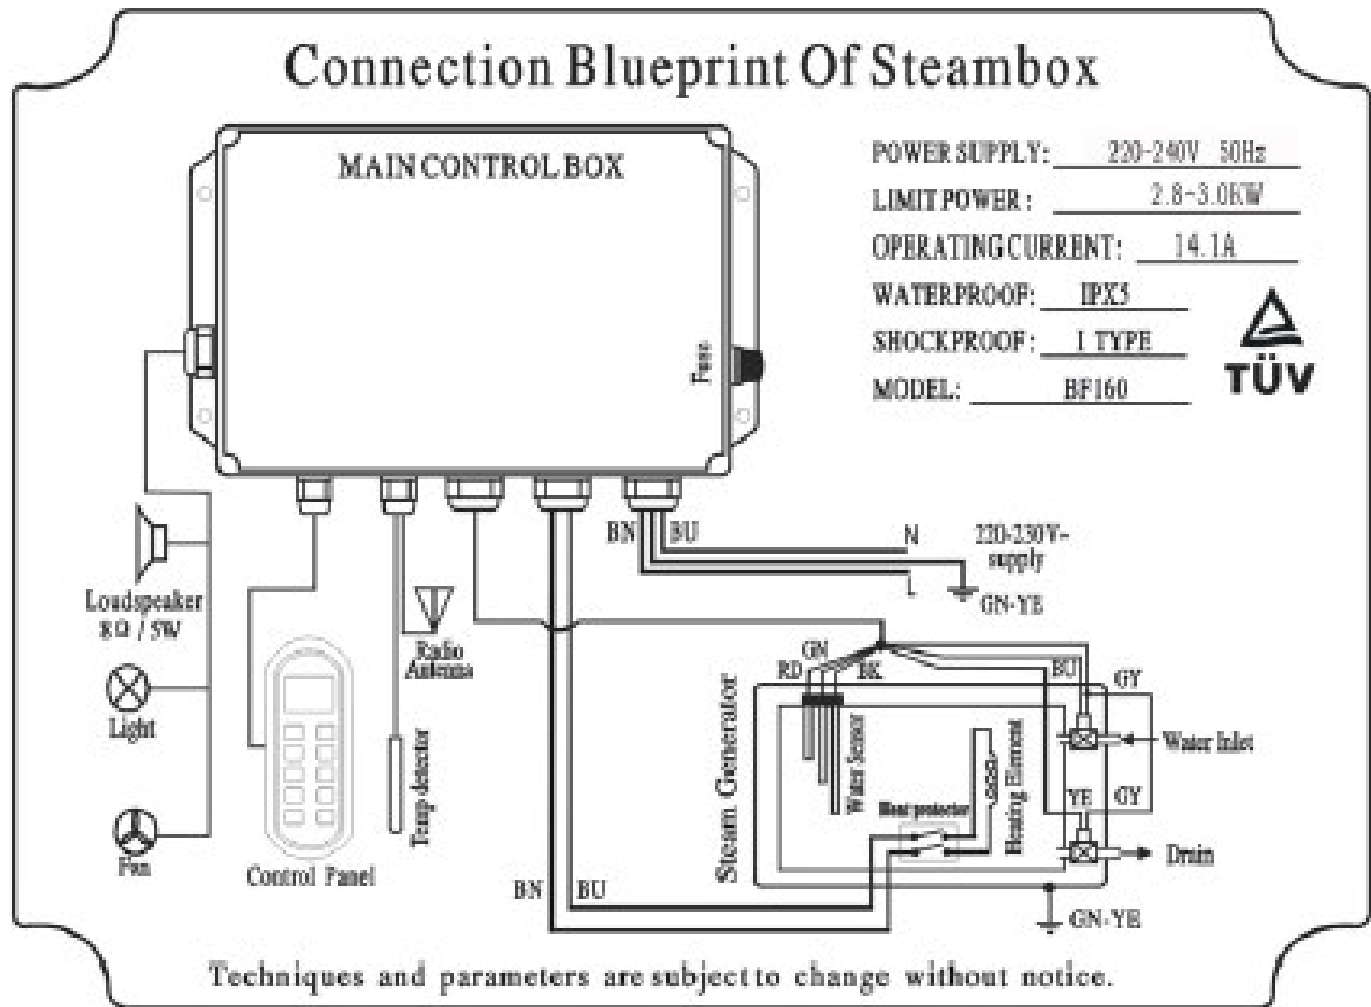 Connection Blueprint Of Steambox
MAIN CONTROL BOX
POWER SUPPLY: 220-240V 50Hz
LIMIT POWER: 2.8-3.0KW
OPERATING CURRENT: 14.1A
WATERPROOF: IPX5
SHOCKPROOF: I TYPE
MODEL: BF160
TÜV
Fuse
BN
BU
N
L
220-230V~
supply
GN-YE
Loudspeaker
8Ω / 5W
Light
Fan
Control Panel
Radio
Antenna
Temp detector
Steam Generator
RD
GN
BK
BU
GY
Water Sensor
Heat protector
Heating Element
Water Inlet
YE
GY
Drain
BN
BU
GN-YE
Techniques and parameters are subject to change without notice.